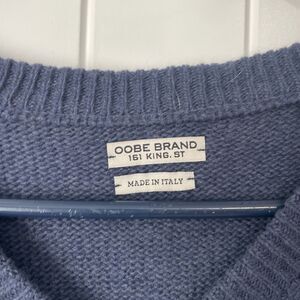 OOBE BRAND
161 KING. ST
MADE IN ITALY